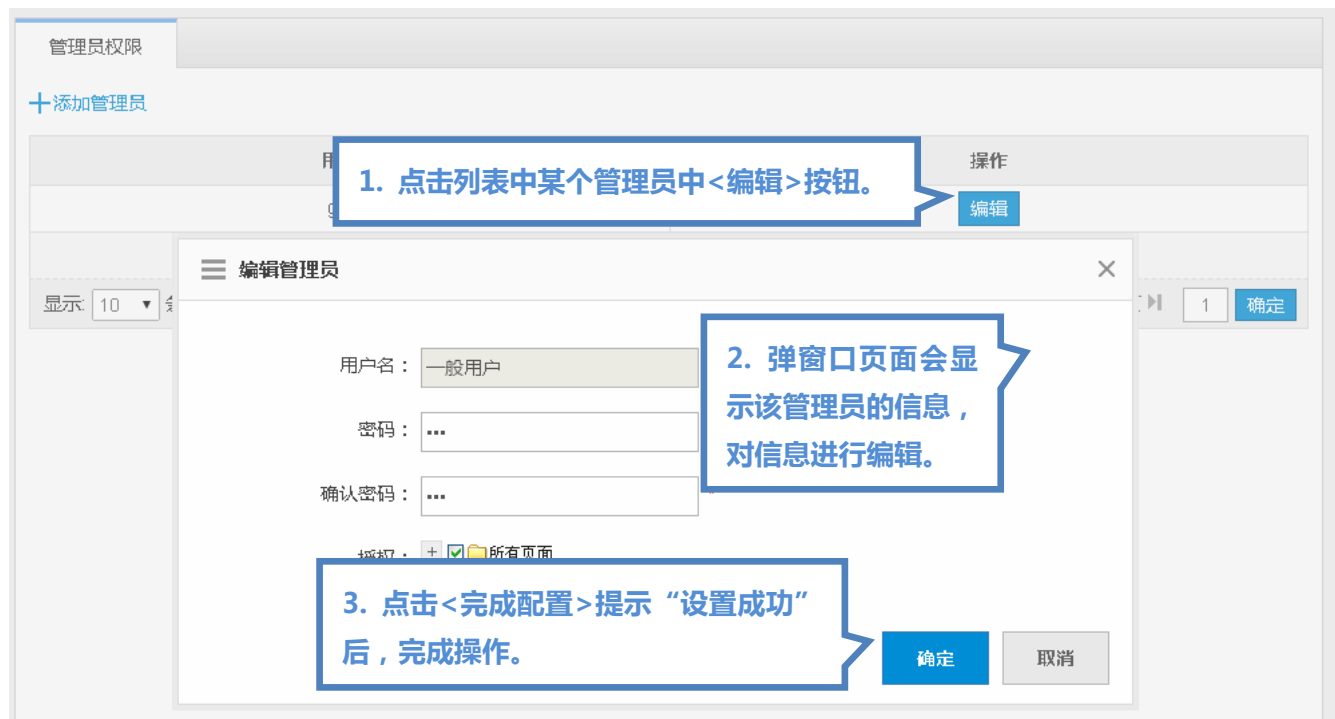 管理员权限
添加管理员
操作
1. 点击列表中某个管理员中<编辑>按钮。
编辑
编辑管理员
显示: 10
1 确定
2. 弹窗口页面会显
示该管理员的信息，
对信息进行编辑。
用户名： 一般用户
密码： •••
确认密码： •••
授权： + 所有页面
3. 点击<完成配置>提示“设置成功”
后，完成操作。
确定 取消